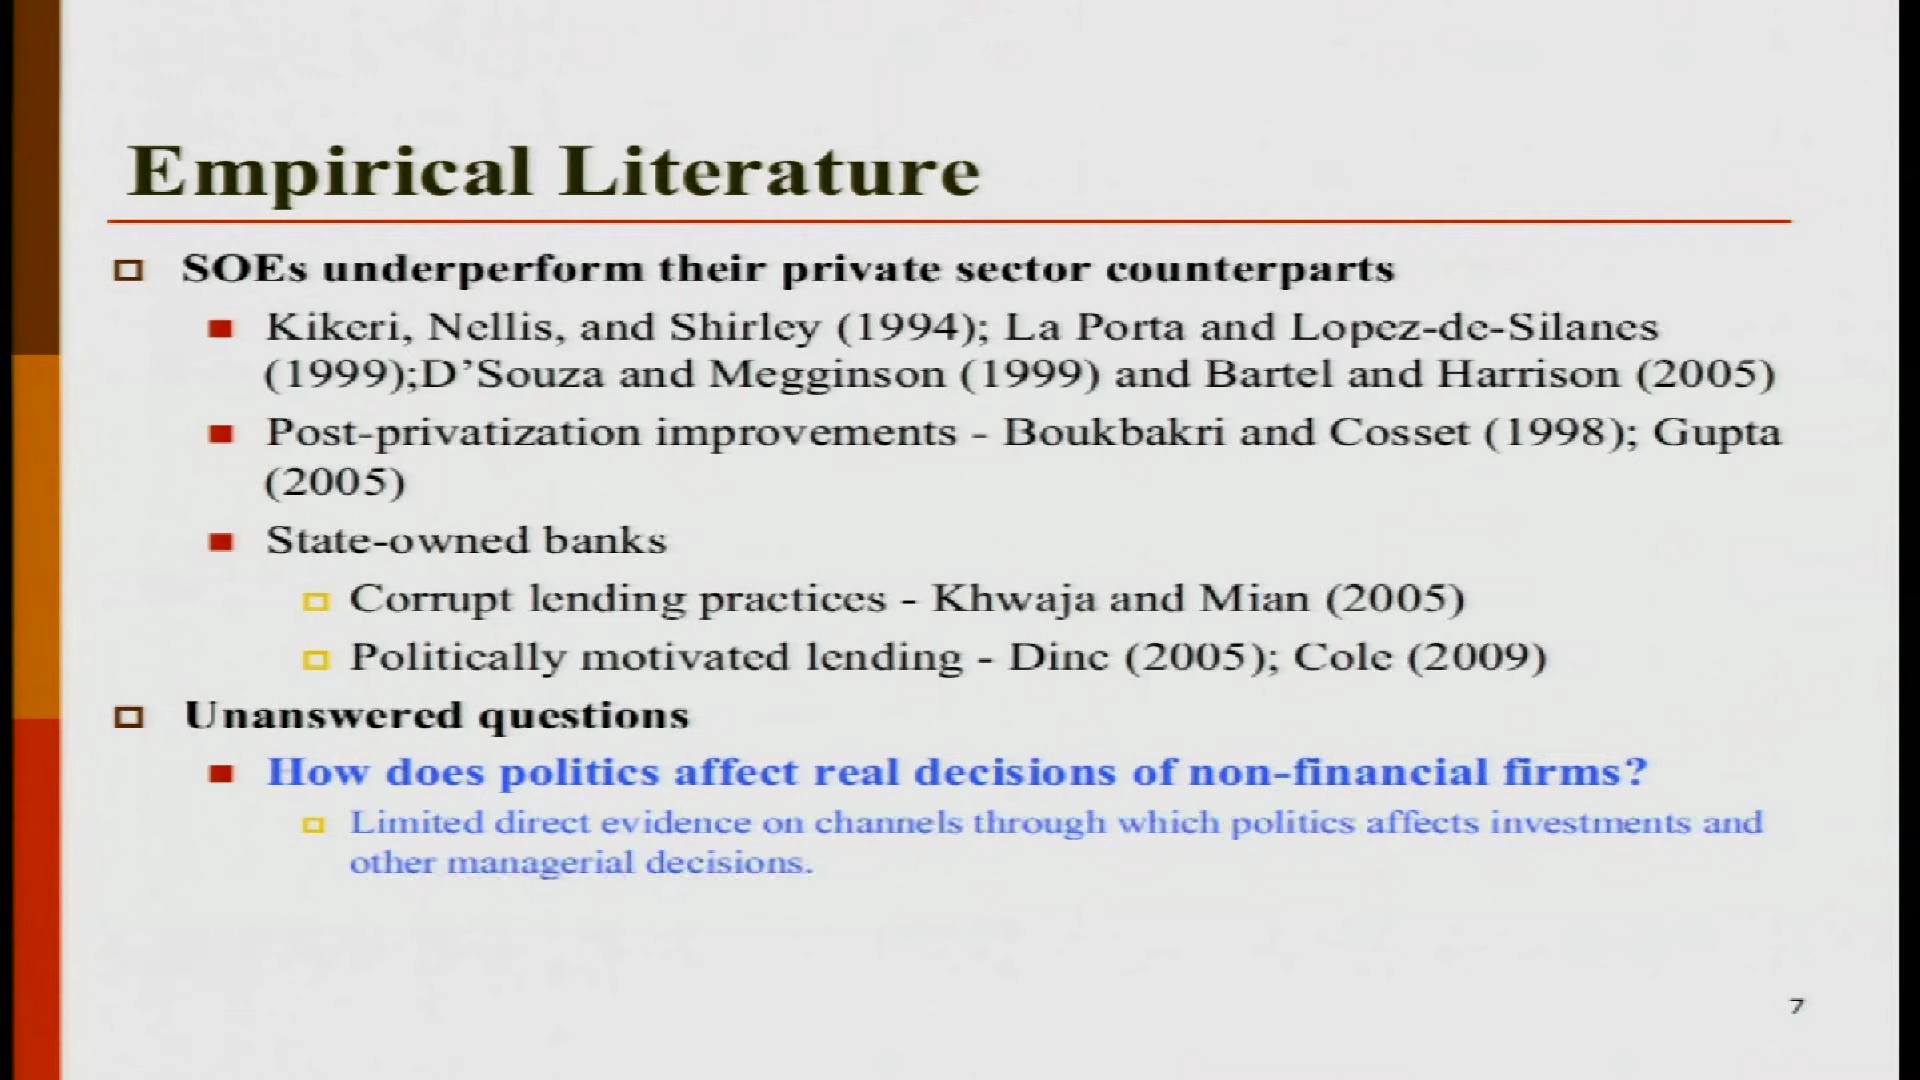 Empirical Literature
SOEs underperform their private sector counterparts
Kikeri, Nellis, and Shirley (1994); La Porta and Lopez-de-Silanes
(1999);D'Souza and Megginson (1999) and Bartel and Harrison (2005)
Post-privatization improvements - Boukbakri and Cosset (1998); Gupta
(2005)
State-owned banks
Corrupt lending practices - Khwaja and Mian (2005)
Politically motivated lending - Dinc (2005); Cole (2009)
Unanswered questions
How does politics affect real decisions of non-financial firms?
Limited direct evidence on channels through which politics affects investments and
other managerial decisions.
7